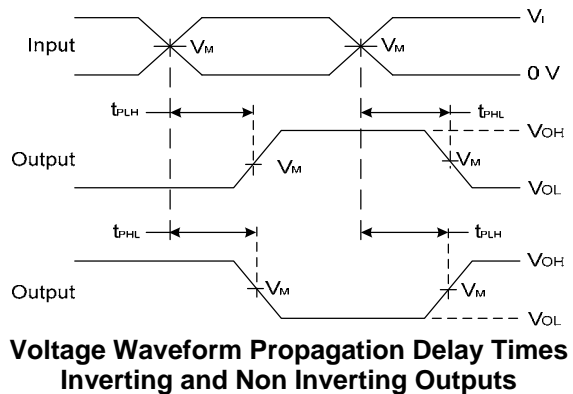 VI
Input VM VM
0 V
tPLH tPHL
VOH
Output VM VM
VOL
tPHL tPLH
VOH
Output VM VM
VOL
Voltage Waveform Propagation Delay Times
Inverting and Non Inverting Outputs